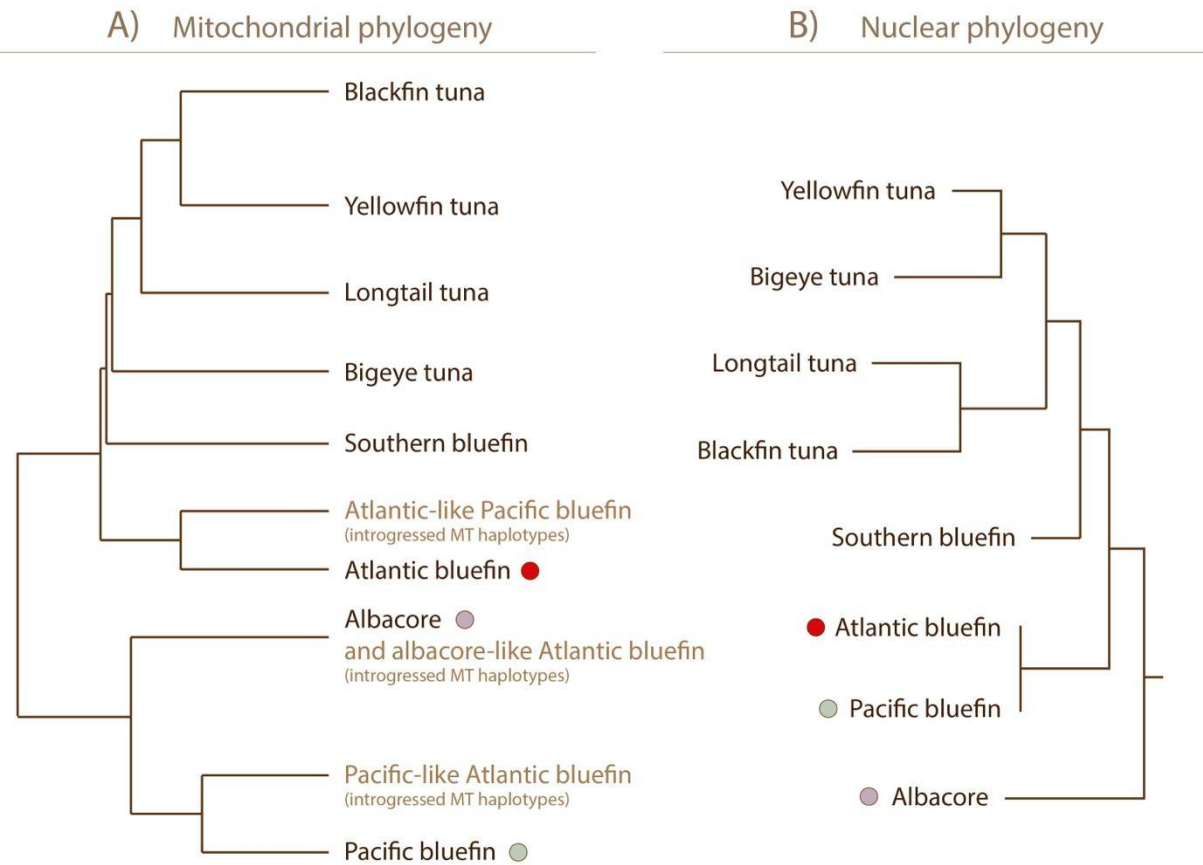 A) Mitochondrial phylogeny
Blackfin tuna
Yellowfin tuna
Longtail tuna
Bigeye tuna
Southern bluefin
Atlantic-like Pacific bluefin
(introgressed MT haplotypes)
Atlantic bluefin
Albacore
and albacore-like Atlantic bluefin
(introgressed MT haplotypes)
Pacific-like Atlantic bluefin
(introgressed MT haplotypes)
Pacific bluefin
B) Nuclear phylogeny
Yellowfin tuna
Bigeye tuna
Longtail tuna
Blackfin tuna
Southern bluefin
Atlantic bluefin
Pacific bluefin
Albacore